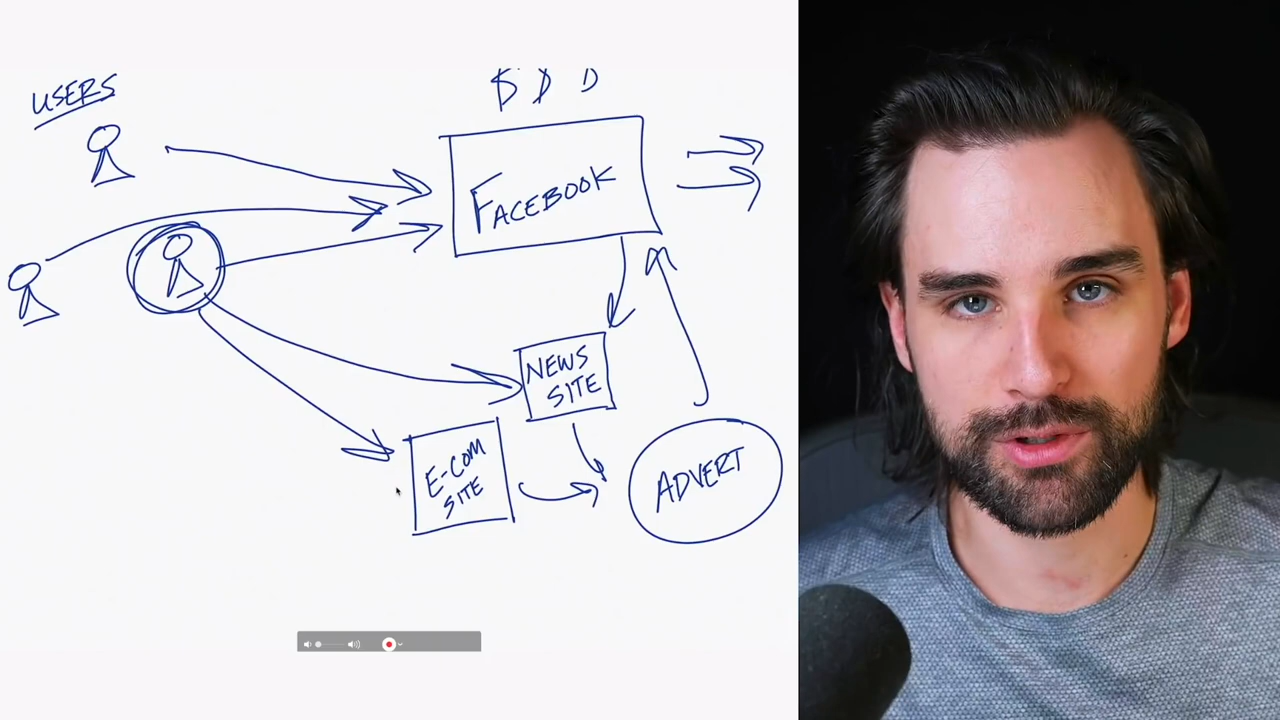 USERS
$ $ $
FACEBOOK
NEWS
SITE
E-COM
SITE
ADVERT